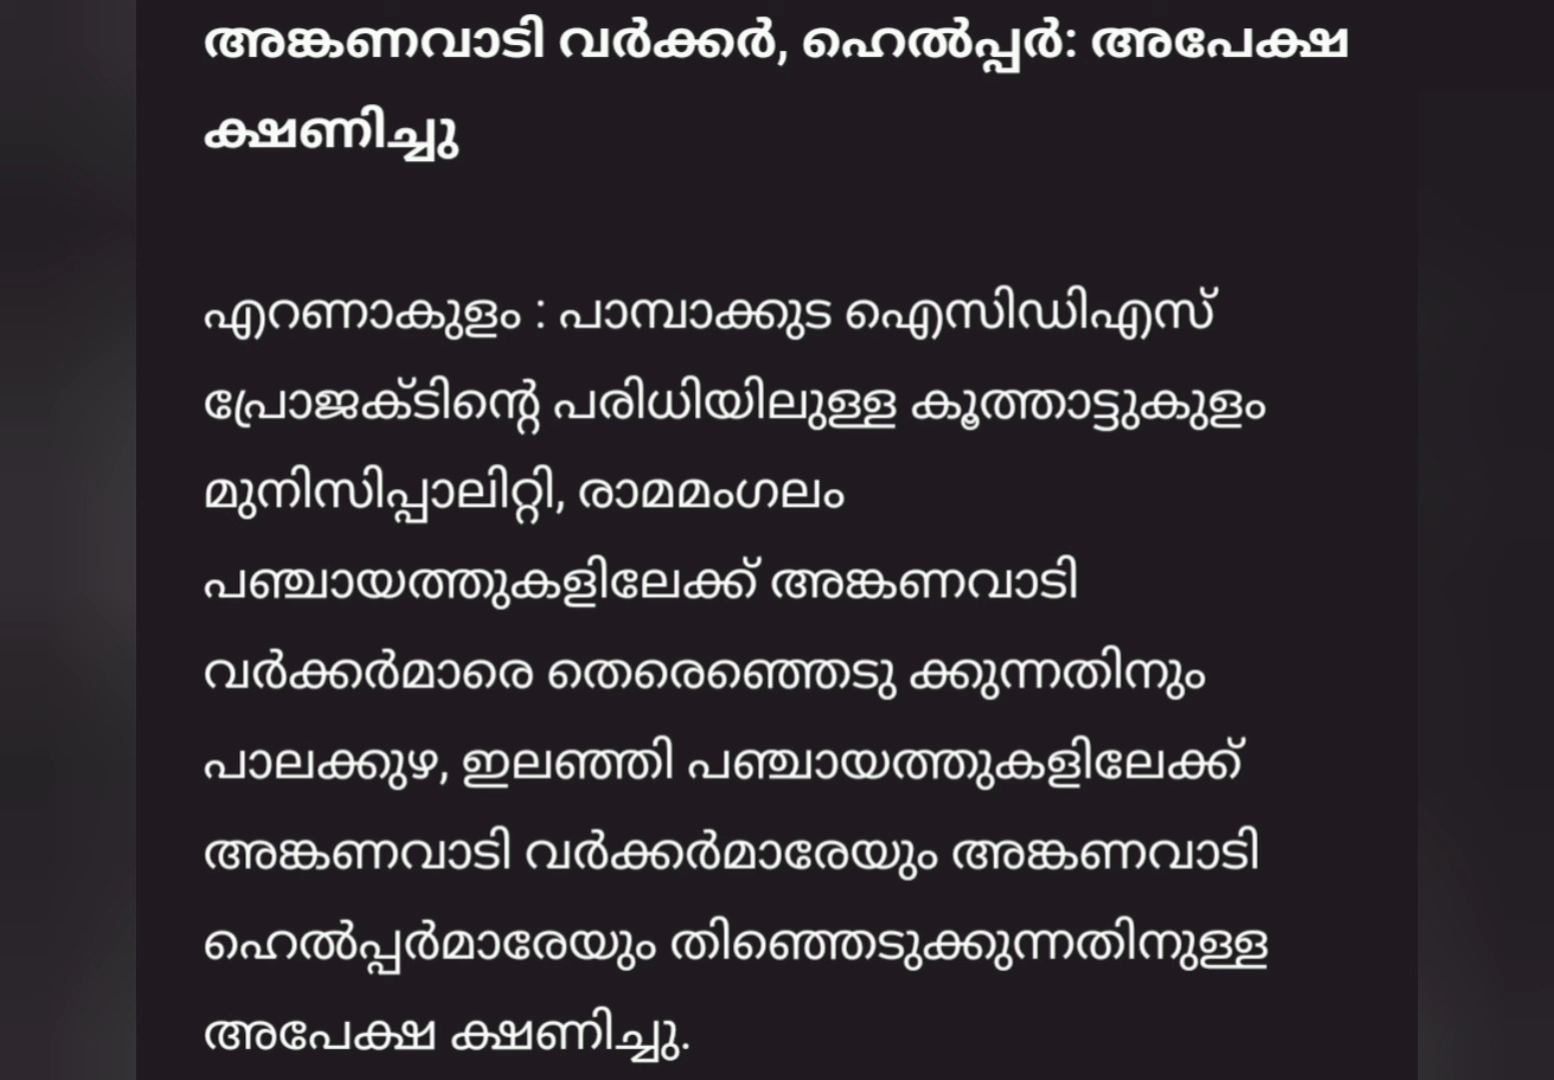 അങ്കണവാടി വർക്കർ, ഹെൽപ്പർ: അപേക്ഷ
ക്ഷണിച്ചു
എറണാകുളം : പാമ്പാക്കുട ഐസിഡിഎസ്
പ്രോജക്ടിന്റെ പരിധിയിലുള്ള കൂത്താട്ടുകുളം
മുനിസിപ്പാലിറ്റി, രാമമംഗലം
പഞ്ചായത്തുകളിലേക്ക് അങ്കണവാടി
വർക്കർമാരെ തെരെഞ്ഞെടു ക്കുന്നതിനും
പാലക്കുഴ, ഇലഞ്ഞി പഞ്ചായത്തുകളിലേക്ക്
അങ്കണവാടി വർക്കർമാരേയും അങ്കണവാടി
ഹെൽപ്പർമാരേയും തിഞ്ഞെടുക്കുന്നതിനുള്ള
അപേക്ഷ ക്ഷണിച്ചു.